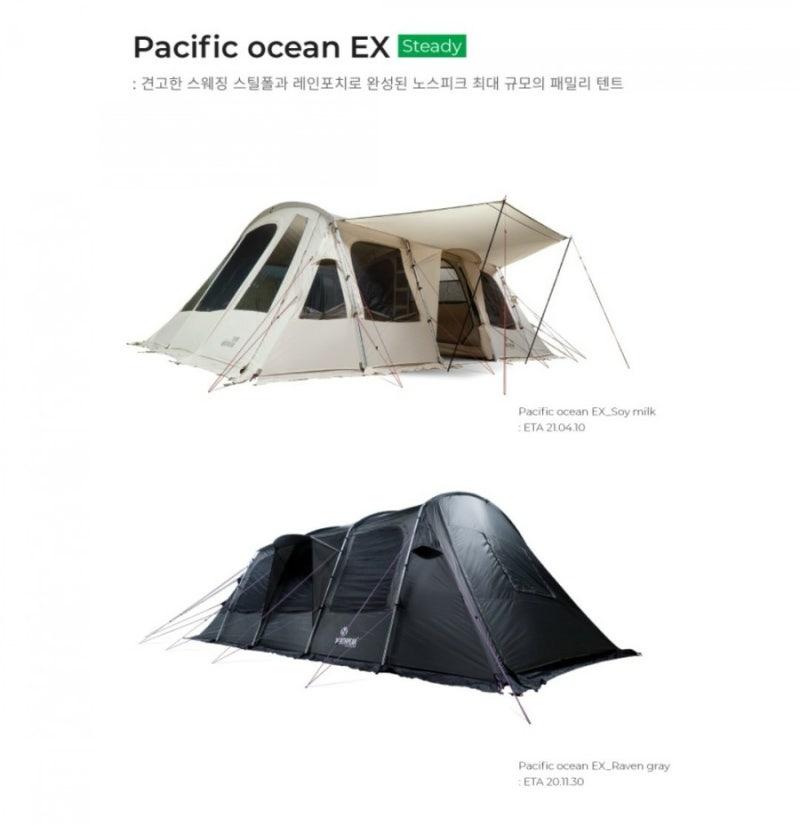 Pacific ocean EX Steady
: 견고한 스웨징 스틸폴과 레인포치로 완성된 노스피크 최대 규모의 패밀리 텐트
Pacific ocean EX_Soy milk
: ETA 21.04.10
Pacific ocean EX_Raven gray
: ETA 20.11.30